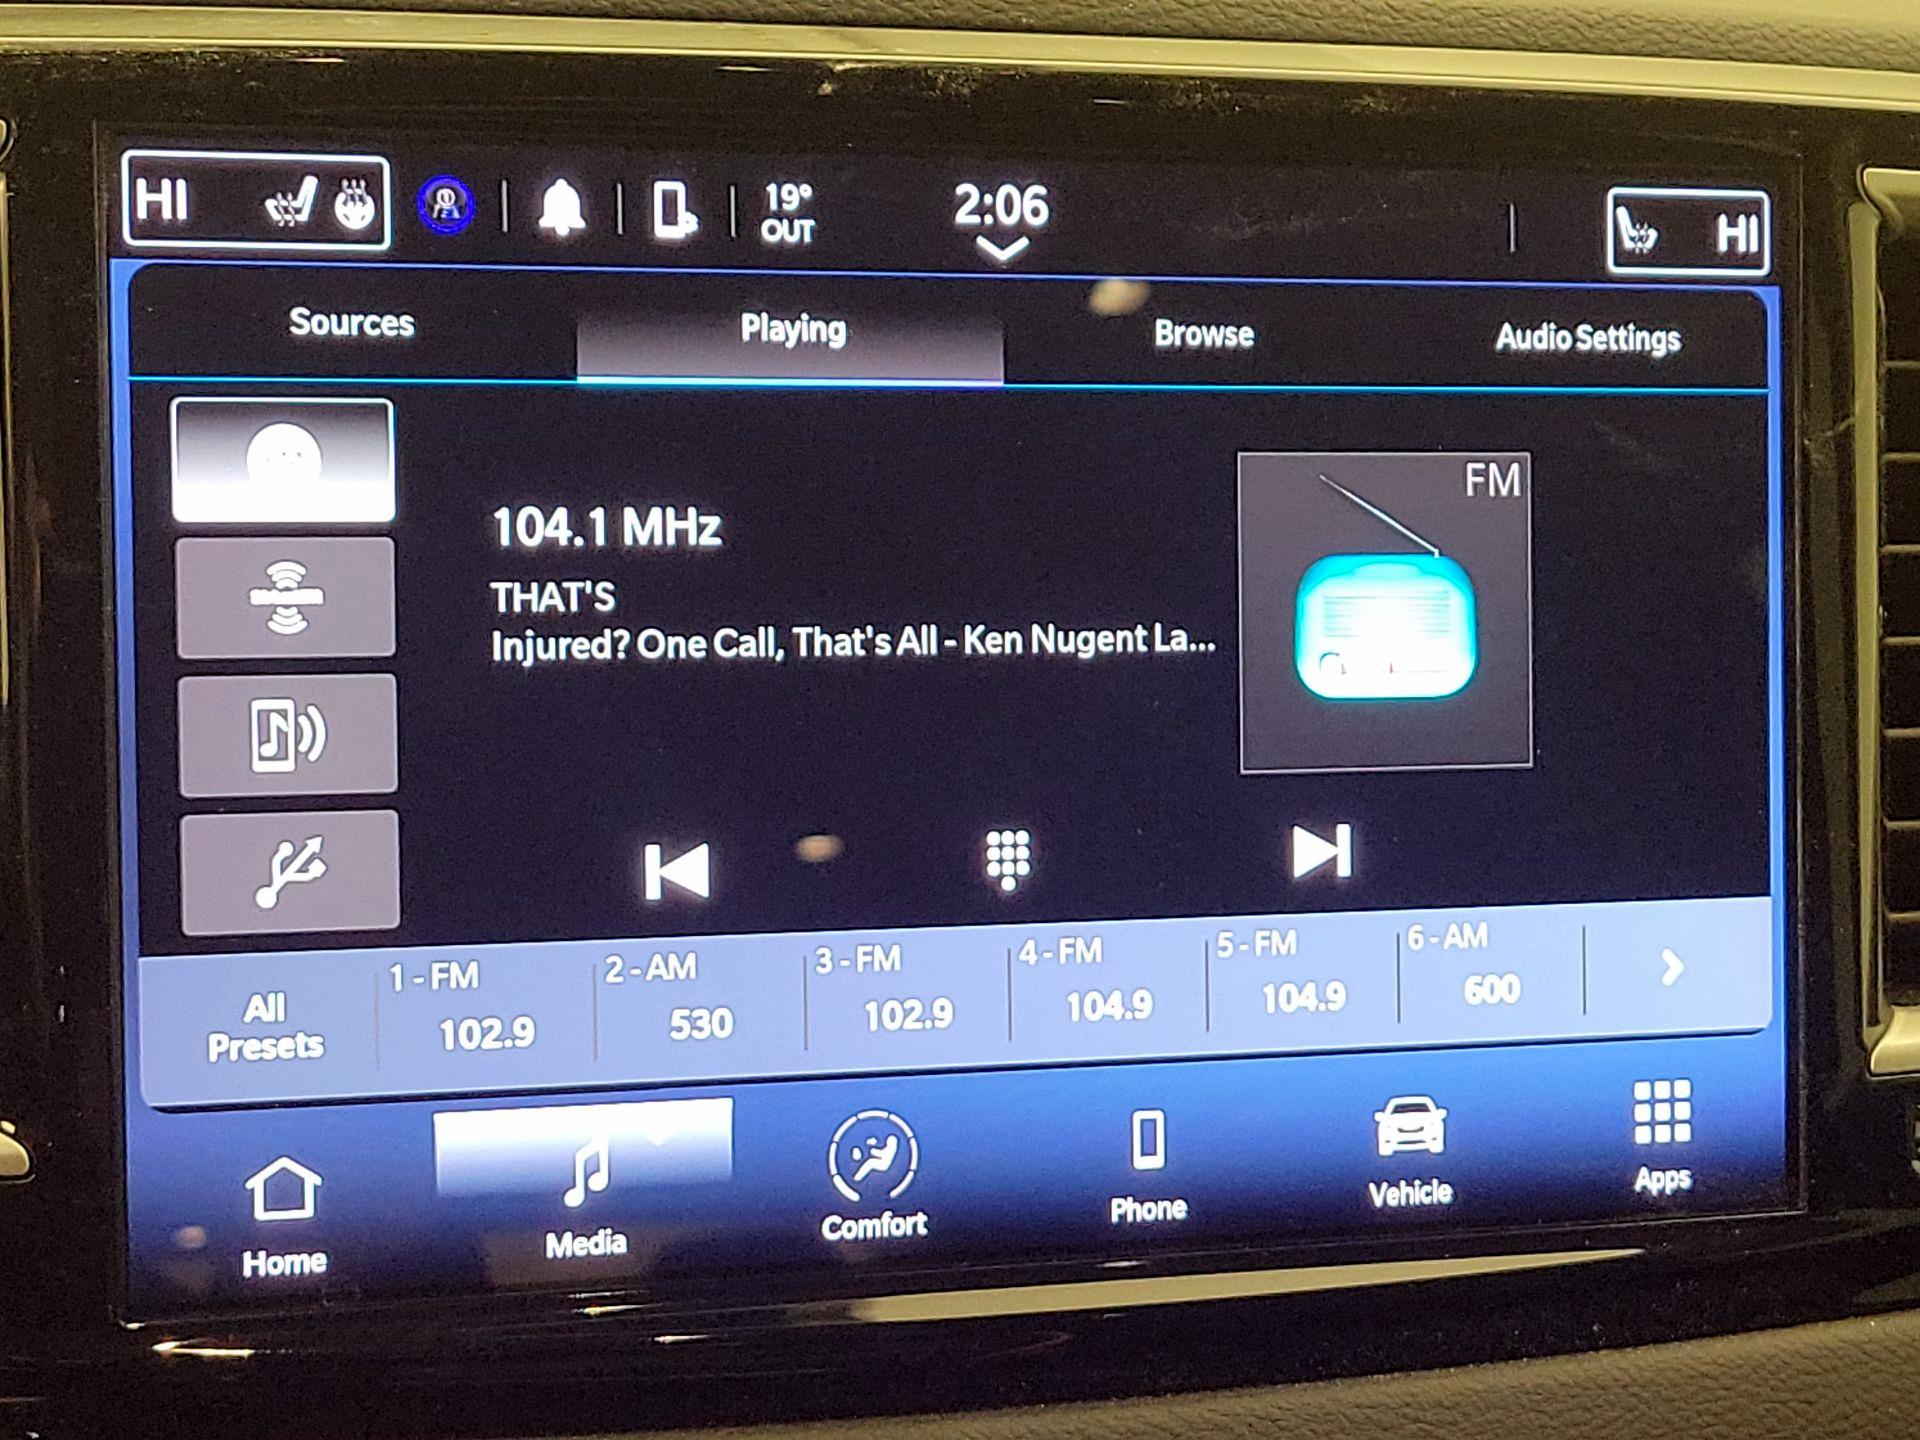 HI
19°
OUT
2:06
HI
Sources
Playing
Browse
Audio Settings
FM
104.1 MHz
THAT'S
Injured? One Call, That's All - Ken Nugent La...
All
Presets
1 - FM
102.9
2 - AM
530
3 - FM
102.9
4 - FM
104.9
5 - FM
104.9
6 - AM
600
Home
Media
Comfort
Phone
Vehicle
Apps